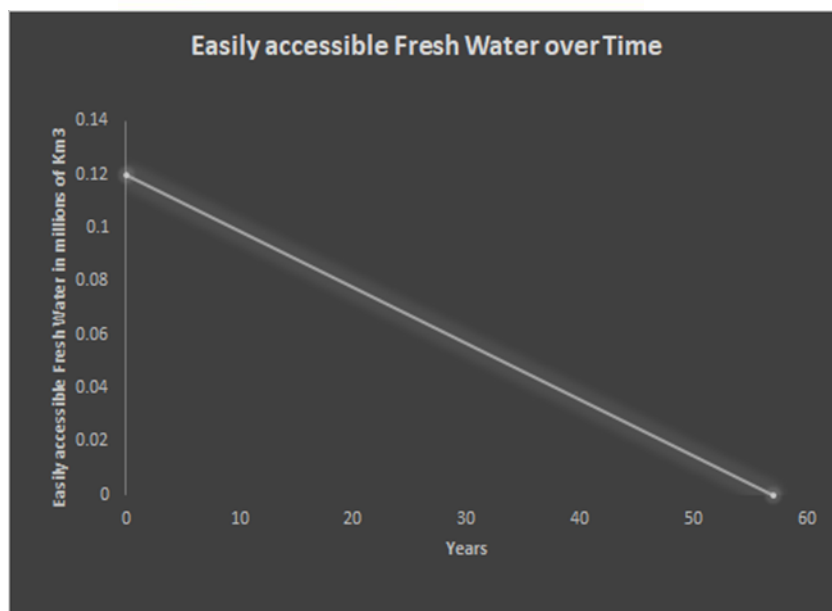 Easily accessible Fresh Water over Time
Easily accessible Fresh Water in millions of Km3
0.14
0.12
0.1
0.08
0.06
0.04
0.02
0
0 10 20 30 40 50 60
Years